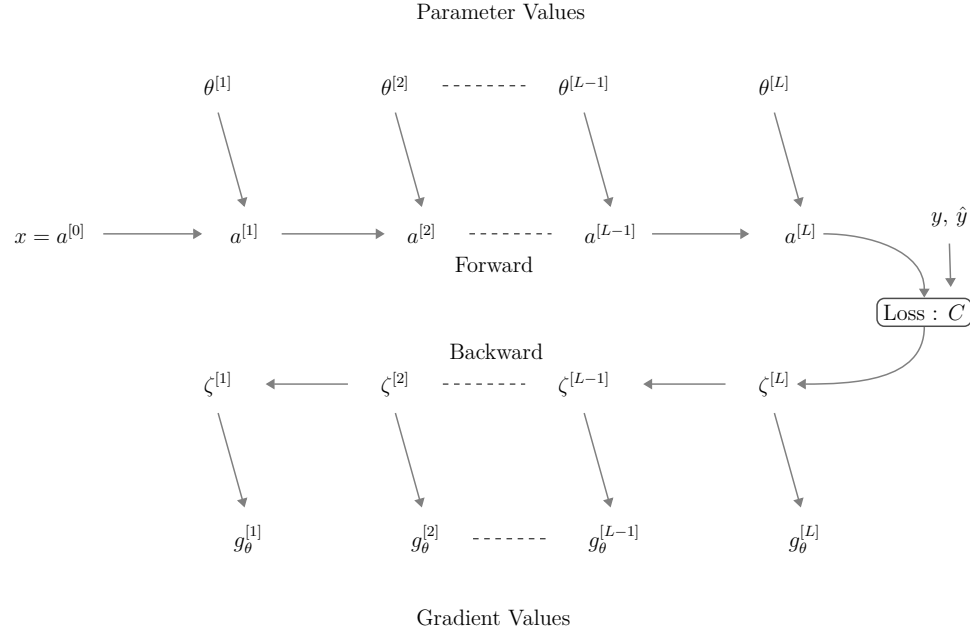 Parameter Values
θ^[1] θ^[2] θ^[L−1] θ^[L]
x = a^[0] a^[1] a^[2] a^[L−1] a^[L] y, ŷ
Forward
Loss : C
Backward
ζ^[1] ζ^[2] ζ^[L−1] ζ^[L]
g_θ^[1] g_θ^[2] g_θ^[L−1] g_θ^[L]
Gradient Values